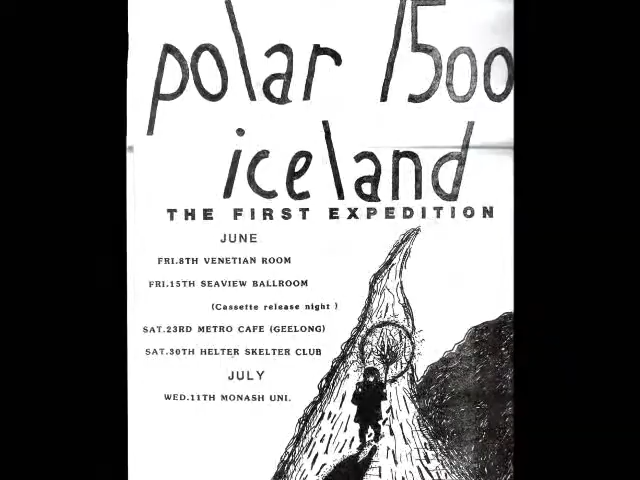 polar 1500
iceland
THE FIRST EXPEDITION
JUNE
FRI.8TH VENETIAN ROOM
FRI.15TH SEAVIEW BALLROOM
(Cassette release night)
SAT.23RD METRO CAFE (GEELONG)
SAT.30TH HELTER SKELTER CLUB
JULY
WED.11TH MONASH UNI.